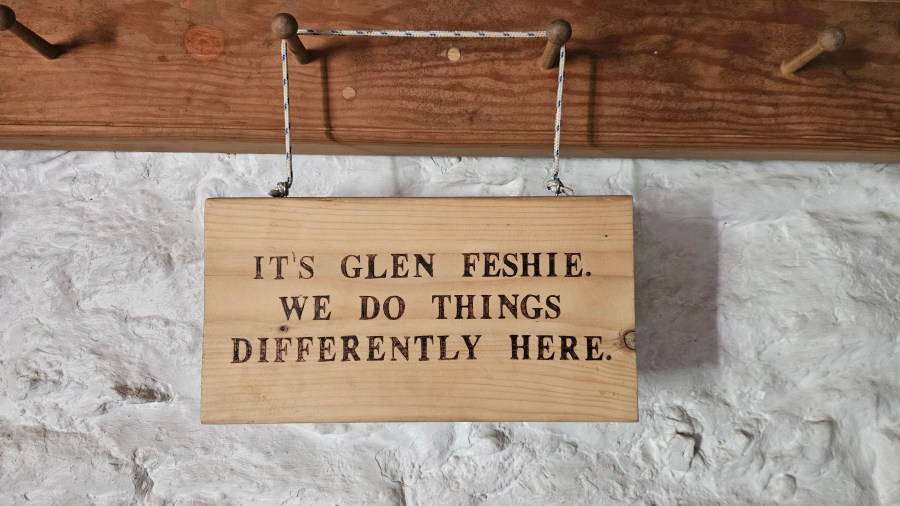 IT'S GLEN FESHIE.
WE DO THINGS
DIFFERENTLY HERE.